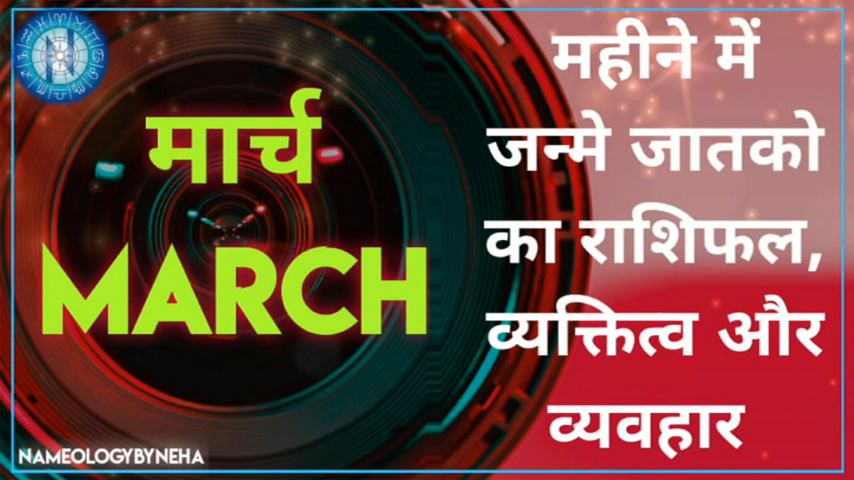 मार्च
MARCH
महीने में
जन्मे जातको
का राशिफल,
व्यक्तित्व और
व्यवहार
NAMEOLOGYBYNEHA